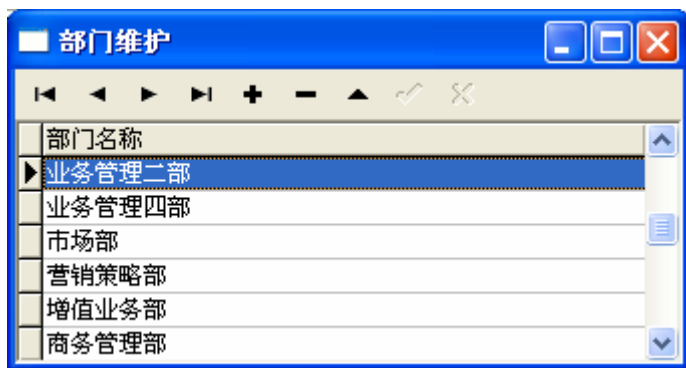 部门维护
部门名称
业务管理二部
业务管理四部
市场部
营销策略部
增值业务部
商务管理部